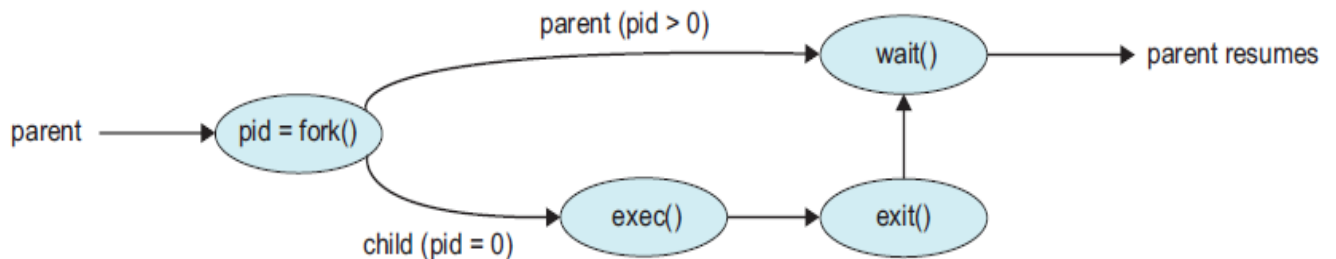 parent (pid > 0)
wait()
parent resumes
parent
pid = fork()
exec()
exit()
child (pid = 0)